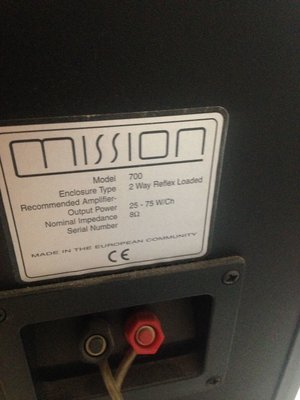 mission
Model 700
Enclosure Type 2 Way Reflex Loaded
Recommended Amplifier-
Output Power 25 - 75 W/Ch
Nominal Impedance 8Ω
Serial Number
MADE IN THE EUROPEAN COMMUNITY
CE